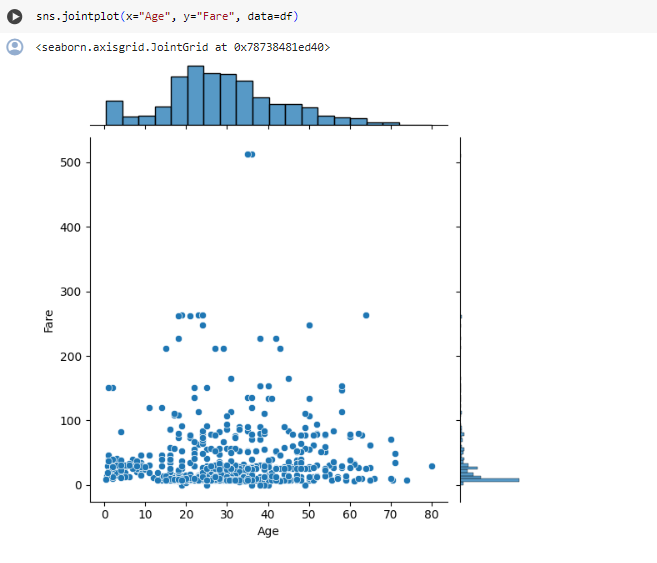 sns.jointplot(x="Age", y="Fare", data=df)
<seaborn.axisgrid.JointGrid at 0x78738481ed40>
500
400
300
200
100
0
Fare
0 10 20 30 40 50 60 70 80
Age